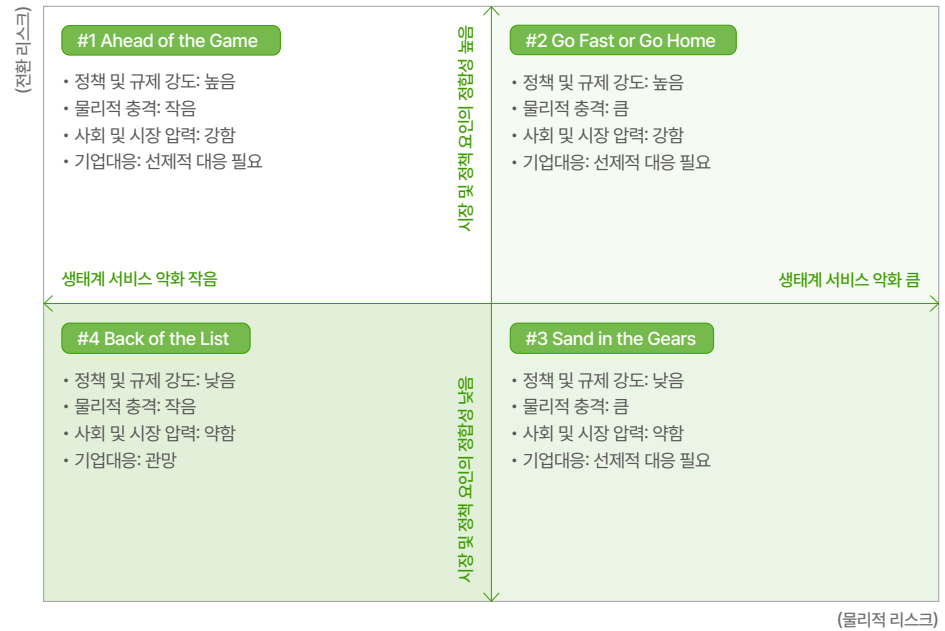 (전환 리스크)
시장 및 정책 요인의 정합성 높음
#1 Ahead of the Game
• 정책 및 규제 강도: 높음
• 물리적 충격: 작음
• 사회 및 시장 압력: 강함
• 기업대응: 선제적 대응 필요
#2 Go Fast or Go Home
• 정책 및 규제 강도: 높음
• 물리적 충격: 큼
• 사회 및 시장 압력: 강함
• 기업대응: 선제적 대응 필요
생태계 서비스 악화 작음
생태계 서비스 악화 큼
#4 Back of the List
• 정책 및 규제 강도: 낮음
• 물리적 충격: 작음
• 사회 및 시장 압력: 약함
• 기업대응: 관망
시장 및 정책 요인의 정합성 낮음
#3 Sand in the Gears
• 정책 및 규제 강도: 낮음
• 물리적 충격: 큼
• 사회 및 시장 압력: 약함
• 기업대응: 선제적 대응 필요
(물리적 리스크)